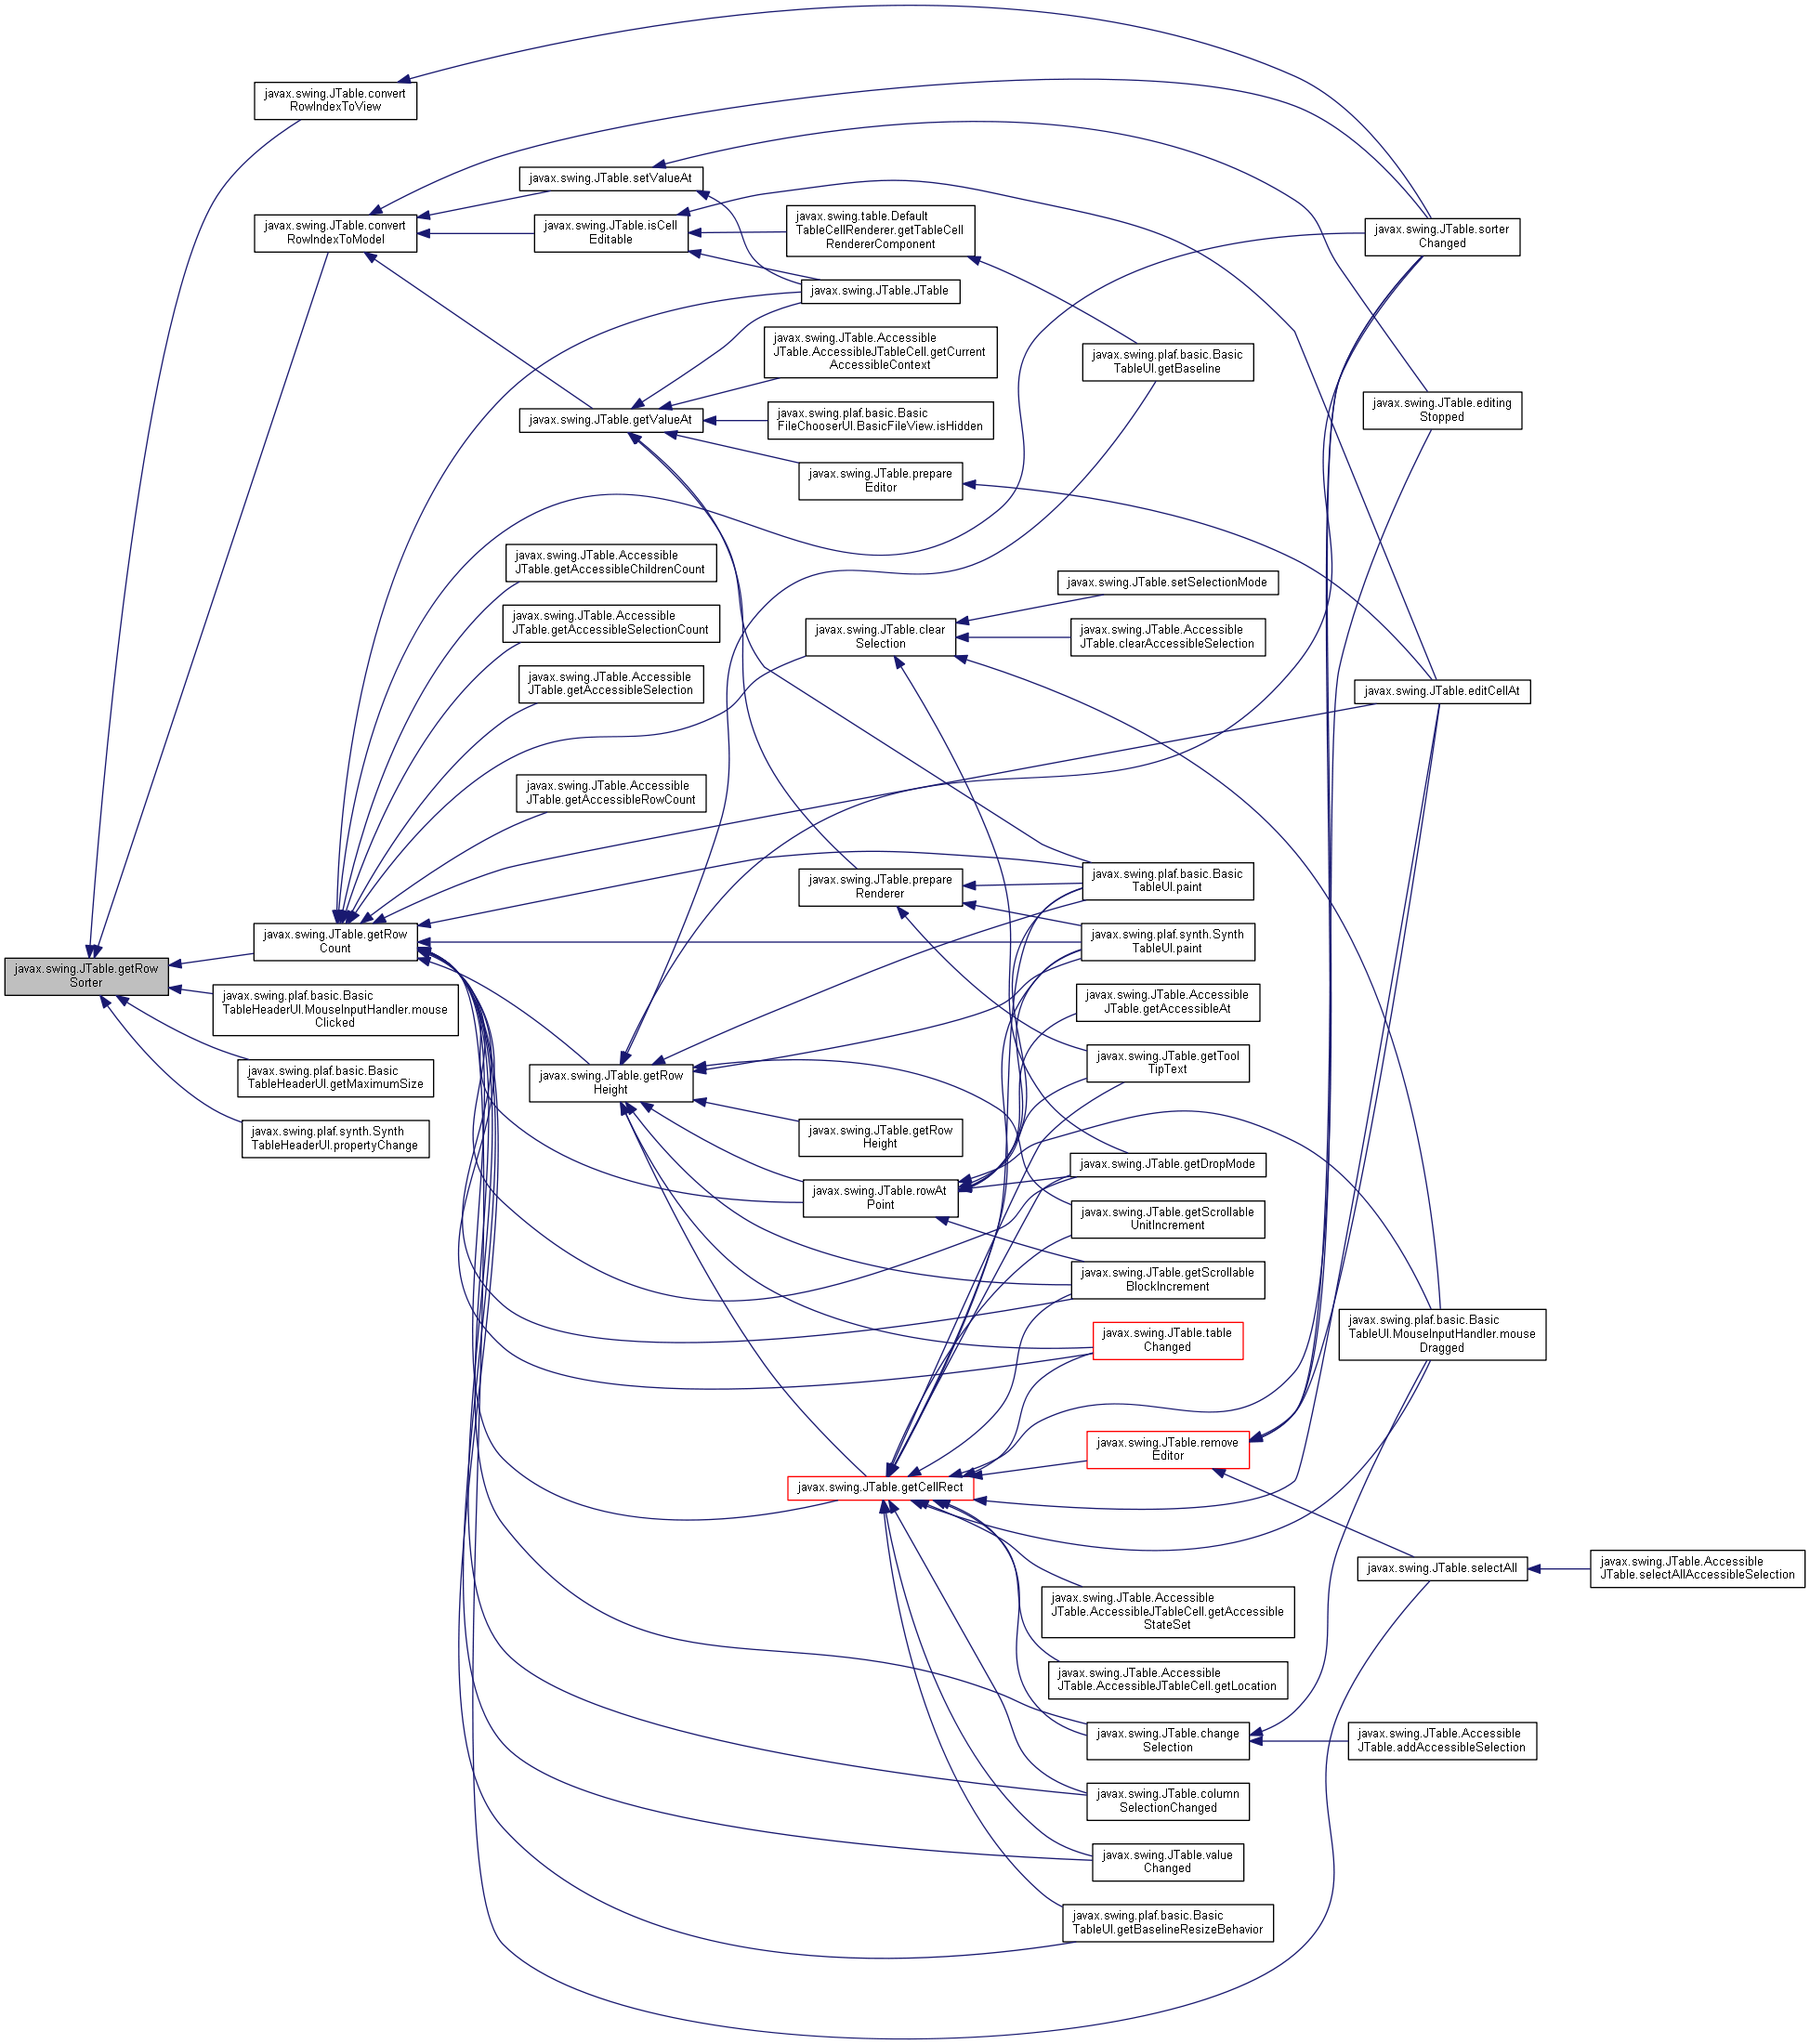 javax.swing.JTable.convert
RowIndexToView
javax.swing.JTable.setValueAt
javax.swing.JTable.convert
RowIndexToModel
javax.swing.JTable.isCell
Editable
javax.swing.table.Default
TableCellRenderer.getTableCell
RendererComponent
javax.swing.JTable.sorter
Changed
javax.swing.JTable.JTable
javax.swing.JTable.Accessible
JTable.AccessibleJTableCell.getCurrent
AccessibleContext
javax.swing.plaf.basic.Basic
TableUI.getBaseline
javax.swing.JTable.editing
Stopped
javax.swing.JTable.getValueAt
javax.swing.plaf.basic.Basic
FileChooserUI.BasicFileView.isHidden
javax.swing.JTable.prepare
Editor
javax.swing.JTable.Accessible
JTable.getAccessibleChildrenCount
javax.swing.JTable.setSelectionMode
javax.swing.JTable.Accessible
JTable.getAccessibleSelectionCount
javax.swing.JTable.clear
Selection
javax.swing.JTable.Accessible
JTable.clearAccessibleSelection
javax.swing.JTable.Accessible
JTable.getAccessibleSelection
javax.swing.JTable.editCellAt
javax.swing.JTable.Accessible
JTable.getAccessibleRowCount
javax.swing.JTable.prepare
Renderer
javax.swing.plaf.basic.Basic
TableUI.paint
javax.swing.JTable.getRow
Count
javax.swing.plaf.synth.Synth
TableUI.paint
javax.swing.JTable.getRow
Sorter
javax.swing.plaf.basic.Basic
TableHeaderUI.MouseInputHandler.mouse
Clicked
javax.swing.JTable.Accessible
JTable.getAccessibleAt
javax.swing.plaf.basic.Basic
TableHeaderUI.getMaximumSize
javax.swing.JTable.getRow
Height
javax.swing.JTable.getTool
TipText
javax.swing.plaf.synth.Synth
TableHeaderUI.propertyChange
javax.swing.JTable.getRow
Height
javax.swing.JTable.getDropMode
javax.swing.JTable.rowAt
Point
javax.swing.JTable.getScrollable
UnitIncrement
javax.swing.JTable.getScrollable
BlockIncrement
javax.swing.JTable.table
Changed
javax.swing.plaf.basic.Basic
TableUI.MouseInputHandler.mouse
Dragged
javax.swing.JTable.remove
Editor
javax.swing.JTable.getCellRect
javax.swing.JTable.selectAll
javax.swing.JTable.Accessible
JTable.selectAllAccessibleSelection
javax.swing.JTable.Accessible
JTable.AccessibleJTableCell.getAccessible
StateSet
javax.swing.JTable.Accessible
JTable.AccessibleJTableCell.getLocation
javax.swing.JTable.change
Selection
javax.swing.JTable.Accessible
JTable.addAccessibleSelection
javax.swing.JTable.column
SelectionChanged
javax.swing.JTable.value
Changed
javax.swing.plaf.basic.Basic
TableUI.getBaselineResizeBehavior